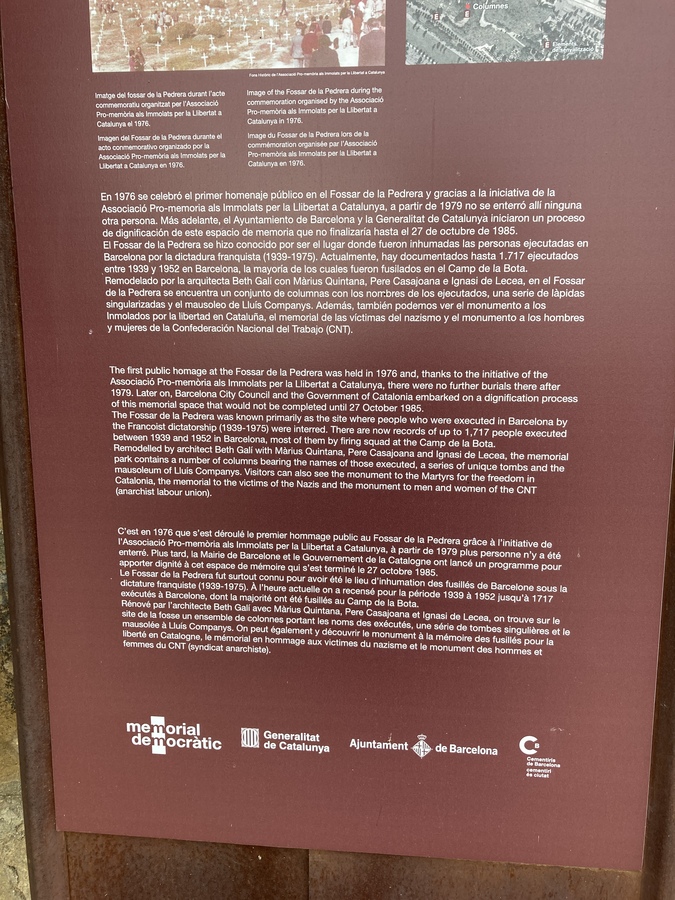 Columnes
E
E
E
Fons Històric de l'Associació Pro-memòria als Immolats per la Llibertat a Catalunya
Imatge del fossar de la Pedrera durant l'acte
commemoratiu organitzat per l'Associació
Pro-memòria als Immolats per la Llibertat a
Catalunya el 1976.
Imagen del Fossar de la Pedrera durante el
acto conmemorativo organizado por la
Associació Pro-memòria als Immolats per la
Llibertat a Catalunya en 1976.
Image of the Fossar de la Pedrera during the
commemoration organised by the Associació
Pro-memòria als Immolats per la Llibertat a
Catalunya in 1976.
Image du Fossar de la Pedrera lors de la
commémoration organisée par l'Associació
Pro-memòria als Immolats per la Llibertat a
Catalunya en 1976.
En 1976 se celebró el primer homenaje público en el Fossar de la Pedrera y gracias a la iniciativa de la
Associació Pro-memoria als Immolats per la Llibertat a Catalunya, a partir de 1979 no se enterró allí ninguna
otra persona. Más adelante, el Ayuntamiento de Barcelona y la Generalitat de Catalunya iniciaron un proceso
de dignificación de este espacio de memoria que no finalizaría hasta el 27 de octubre de 1985.
El Fossar de la Pedrera se hizo conocido por ser el lugar donde fueron inhumadas las personas ejecutadas en
Barcelona por la dictadura franquista (1939-1975). Actualmente, hay documentados hasta 1.717 ejecutados
entre 1939 y 1952 en Barcelona, la mayoría de los cuales fueron fusilados en el Camp de la Bota.
Remodelado por la arquitecta Beth Galí con Màrius Quintana, Pere Casajoana e Ignasi de Lecea, en el Fossar
de la Pedrera se encuentra un conjunto de columnas con los nombres de los ejecutados, una serie de làpidas
singularizadas y el mausoleo de Lluís Companys. Además, también podemos ver el monumento a los
Inmolados por la libertad en Cataluña, el memorial de las víctimas del nazismo y el monumento a los hombres
y mujeres de la Confederación Nacional del Trabajo (CNT).
The first public homage at the Fossar de la Pedrera was held in 1976 and, thanks to the initiative of the
Associació Pro-memòria als Immolats per la Llibertat a Catalunya, there were no further burials there after
1979. Later on, Barcelona City Council and the Government of Catalonia embarked on a dignification process
of this memorial space that would not be completed until 27 October 1985.
The Fossar de la Pedrera was known primarily as the site where people who were executed in Barcelona by
the Francoist dictatorship (1939-1975) were interred. There are now records of up to 1,717 people executed
between 1939 and 1952 in Barcelona, most of them by firing squad at the Camp de la Bota.
Remodelled by architect Beth Galí with Màrius Quintana, Pere Casajoana and Ignasi de Lecea, the memorial
park contains a number of columns bearing the names of those executed, a series of unique tombs and the
mausoleum of Lluís Companys. Visitors can also see the monument to the Martyrs for the freedom in
Catalonia, the memorial to the victims of the Nazis and the monument to men and women of the CNT
(anarchist labour union).
C'est en 1976 que s'est déroulé le premier hommage public au Fossar de la Pedrera grâce à l'initiative de
l'Associació Pro-memòria als Immolats per la Llibertat a Catalunya, à partir de 1979 plus personne n'y a été
enterré. Plus tard, la Mairie de Barcelone et le Gouvernement de la Catalogne ont lancé un programme pour
apporter dignité à cet espace de mémoire qui s'est terminé le 27 octobre 1985.
Le Fossar de la Pedrera fut surtout connu pour avoir été le lieu d'inhumation des fusillés de Barcelone sous la
dictature franquiste (1939-1975). À l'heure actuelle on a recensé pour la période 1939 à 1952 jusqu'à 1717
exécutés à Barcelone, dont la majorité ont été fusillés au Camp de la Bota.
Rénové par l'architecte Beth Galí avec Màrius Quintana, Pere Casajoana et Ignasi de Lecea, on trouve sur le
site de la fosse un ensemble de colonnes portant les noms des exécutés, une série de tombes singulières et le
mausolée à Lluís Companys. On peut également y découvrir le monument à la mémoire des fusillés pour la
liberté en Catalogne, le mémorial en hommage aux victimes du nazisme et le monument des hommes et
femmes du CNT (syndicat anarchiste).
memorial
democràtic
Generalitat
de Catalunya
Ajuntament de Barcelona
CB
Cementiris
de Barcelona
cementiri
és ciutat